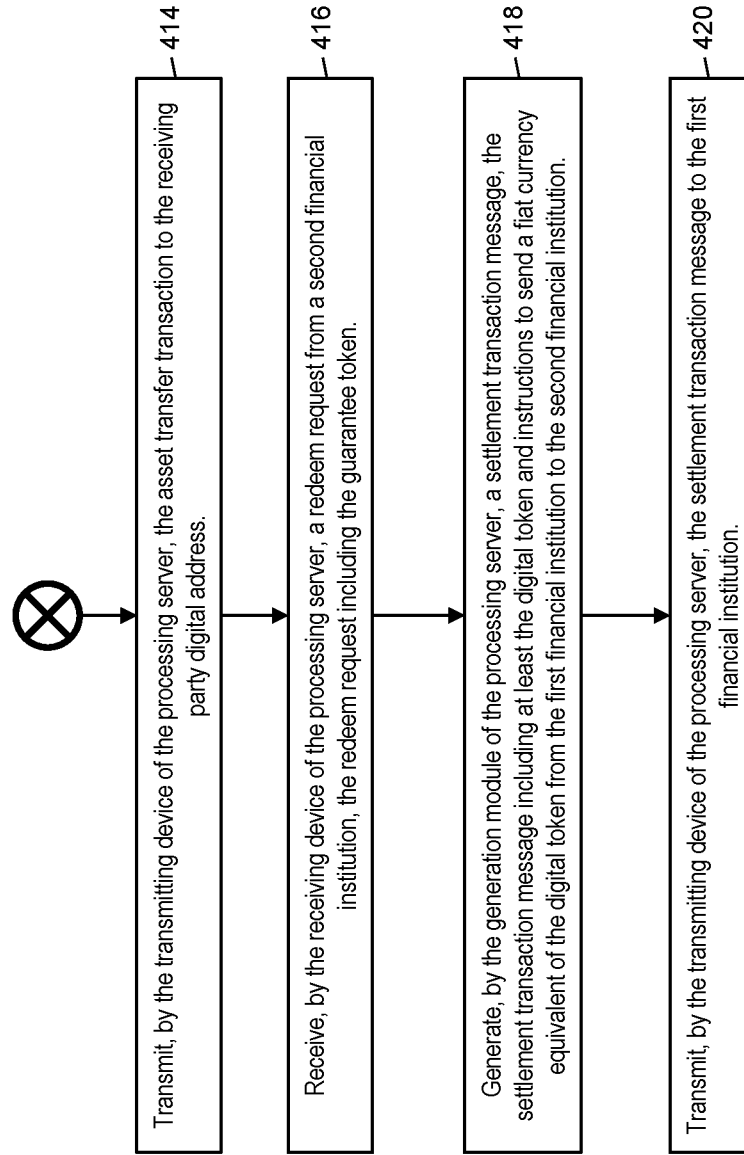 414
Transmit, by the transmitting device of the processing server, the asset transfer transaction to the receiving
party digital address.
416
Receive, by the receiving device of the processing server, a redeem request from a second financial
institution, the redeem request including the guarantee token.
418
Generate, by the generation module of the processing server, a settlement transaction message, the
settlement transaction message including at least the digital token and instructions to send a fiat currency
equivalent of the digital token from the first financial institution to the second financial institution.
420
Transmit, by the transmitting device of the processing server, the settlement transaction message to the first
financial institution.